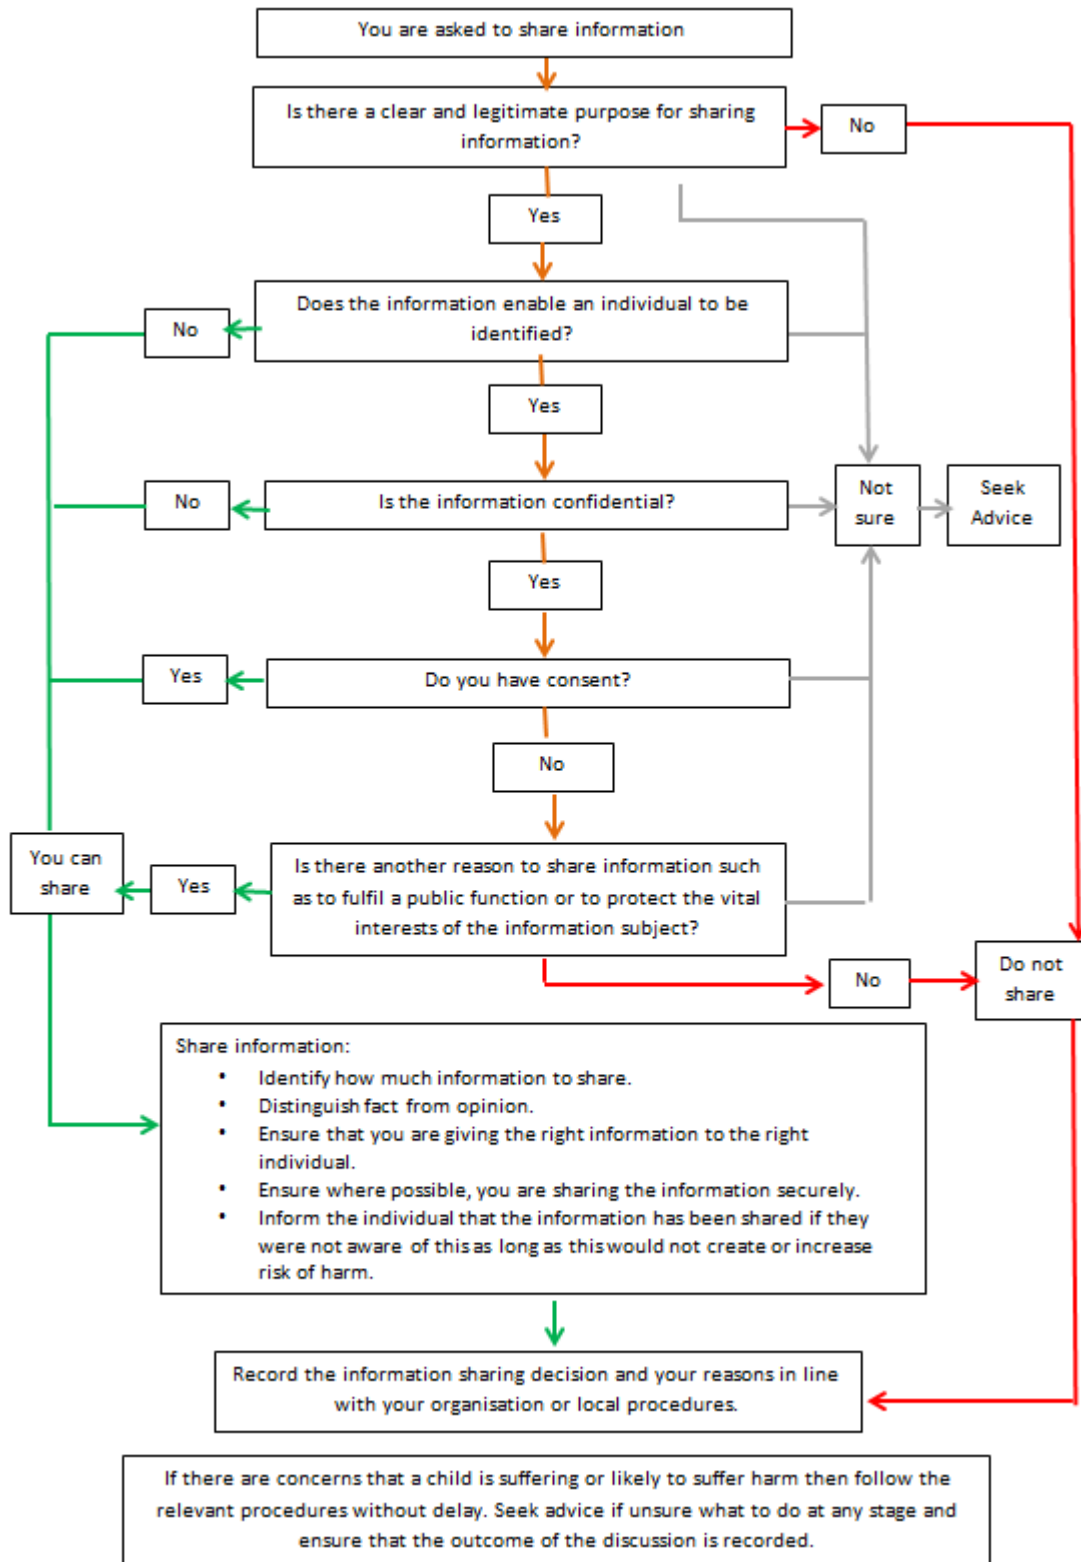 You are asked to share information
Is there a clear and legitimate purpose for sharing
information?
No
Yes
Does the information enable an individual to be
identified?
No
Yes
Is the information confidential?
No
Not
sure
Seek
Advice
Yes
Do you have consent?
Yes
No
Is there another reason to share information such
as to fulfil a public function or to protect the vital
interests of the information subject?
Yes
You can
share
No
Do not
share
Share information:
• Identify how much information to share.
• Distinguish fact from opinion.
• Ensure that you are giving the right information to the right
individual.
• Ensure where possible, you are sharing the information securely.
• Inform the individual that the information has been shared if they
were not aware of this as long as this would not create or increase
risk of harm.
Record the information sharing decision and your reasons in line
with your organisation or local procedures.
If there are concerns that a child is suffering or likely to suffer harm then follow the
relevant procedures without delay. Seek advice if unsure what to do at any stage and
ensure that the outcome of the discussion is recorded.